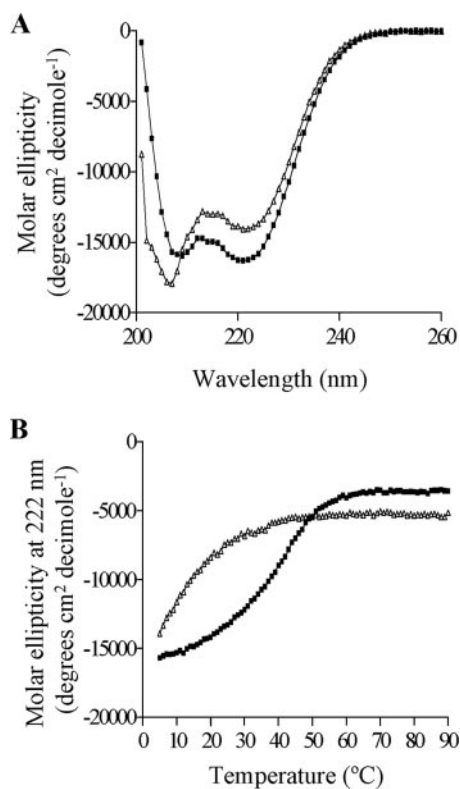 A
Molar ellipticity
(degrees cm² decimole⁻¹)
0
-5000
-10000
-15000
-20000
200 220 240 260
Wavelength (nm)
B
Molar ellipticity at 222 nm
(degrees cm² decimole⁻¹)
0
-5000
-10000
-15000
-20000
0 10 20 30 40 50 60 70 80 90
Temperature (ºC)